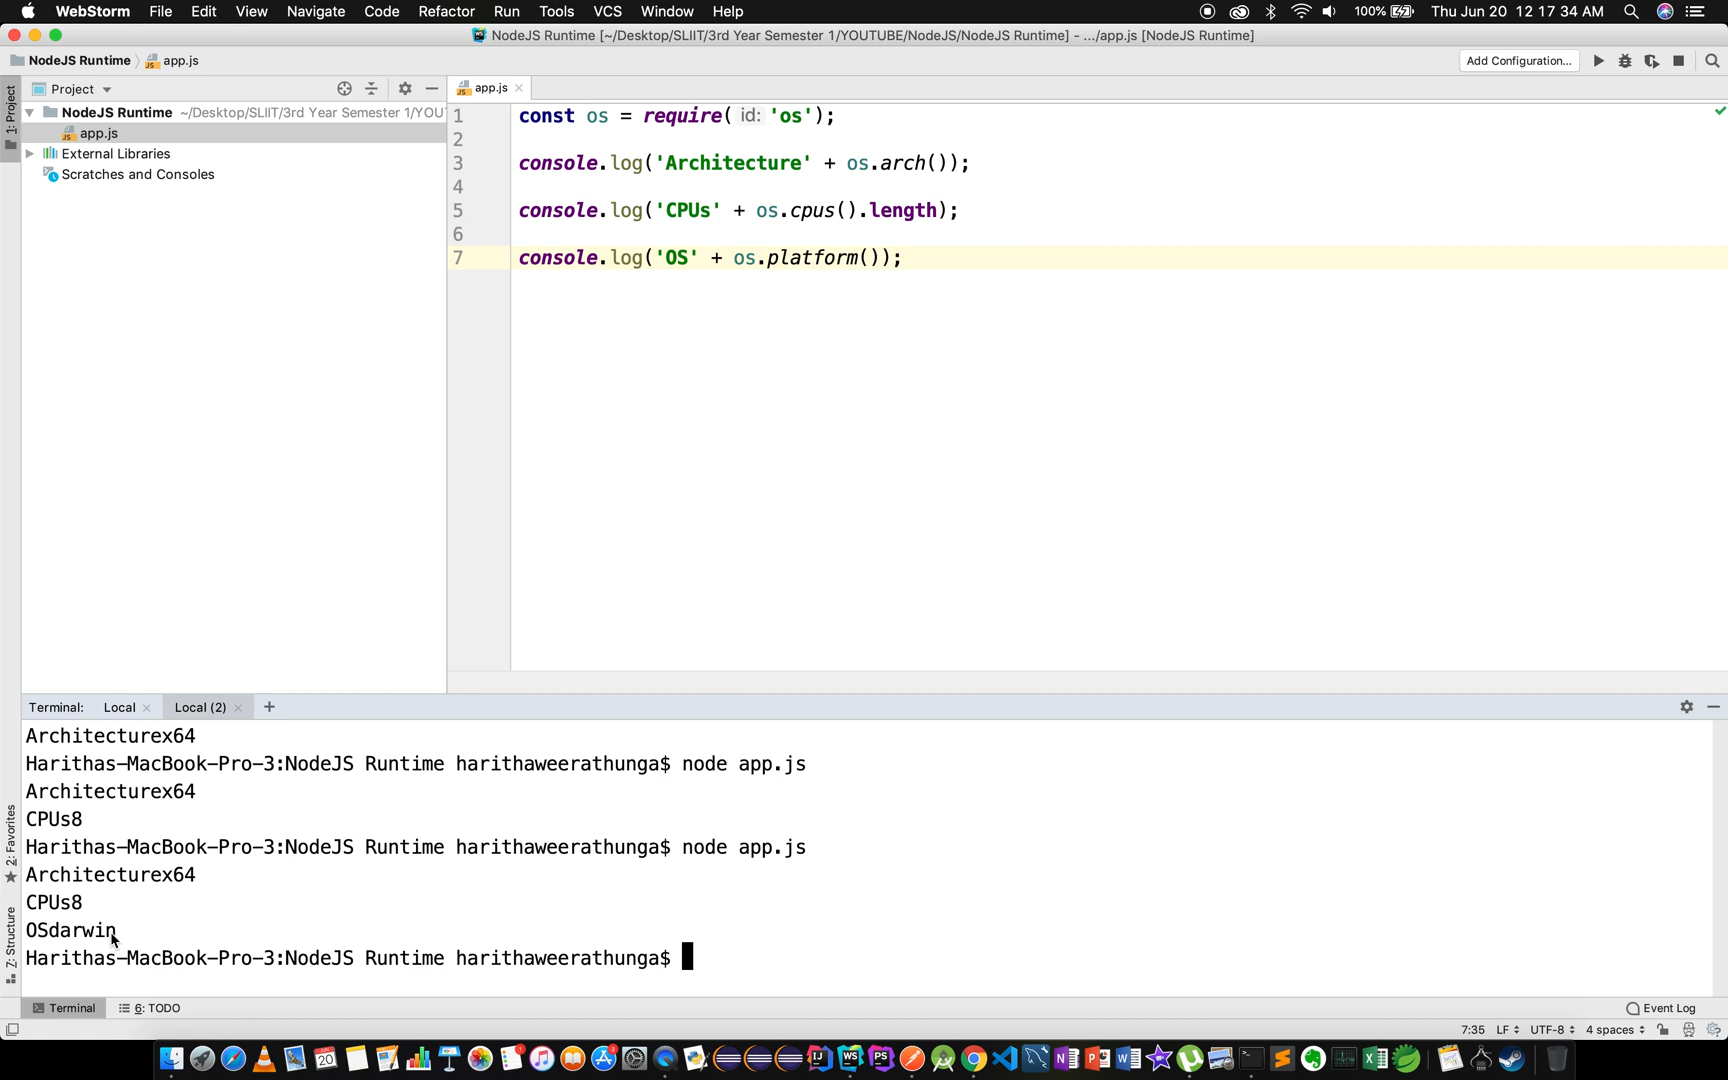 WebStorm File Edit View Navigate Code Refactor Run Tools VCS Window Help 100% Thu Jun 20 12 17 34 AM
NodeJS Runtime [~/Desktop/SLIIT/3rd Year Semester 1/YOUTUBE/NodeJS/NodeJS Runtime] - .../app.js [NodeJS Runtime]
NodeJS Runtime app.js Add Configuration...
Project app.js
1: Project
NodeJS Runtime ~/Desktop/SLIIT/3rd Year Semester 1/YOU
app.js
External Libraries
Scratches and Consoles
1 const os = require( id: 'os');
2
3 console.log('Architecture' + os.arch());
4
5 console.log('CPUs' + os.cpus().length);
6
7 console.log('OS' + os.platform());
Terminal: Local Local (2) +
Architecturex64
Harithas-MacBook-Pro-3:NodeJS Runtime harithaweerathunga$ node app.js
Architecturex64
CPUs8
Harithas-MacBook-Pro-3:NodeJS Runtime harithaweerathunga$ node app.js
Architecturex64
CPUs8
OSdarwin
Harithas-MacBook-Pro-3:NodeJS Runtime harithaweerathunga$
2: Favorites
Z: Structure
Terminal 6: TODO Event Log
7:35 LF UTF-8 4 spaces